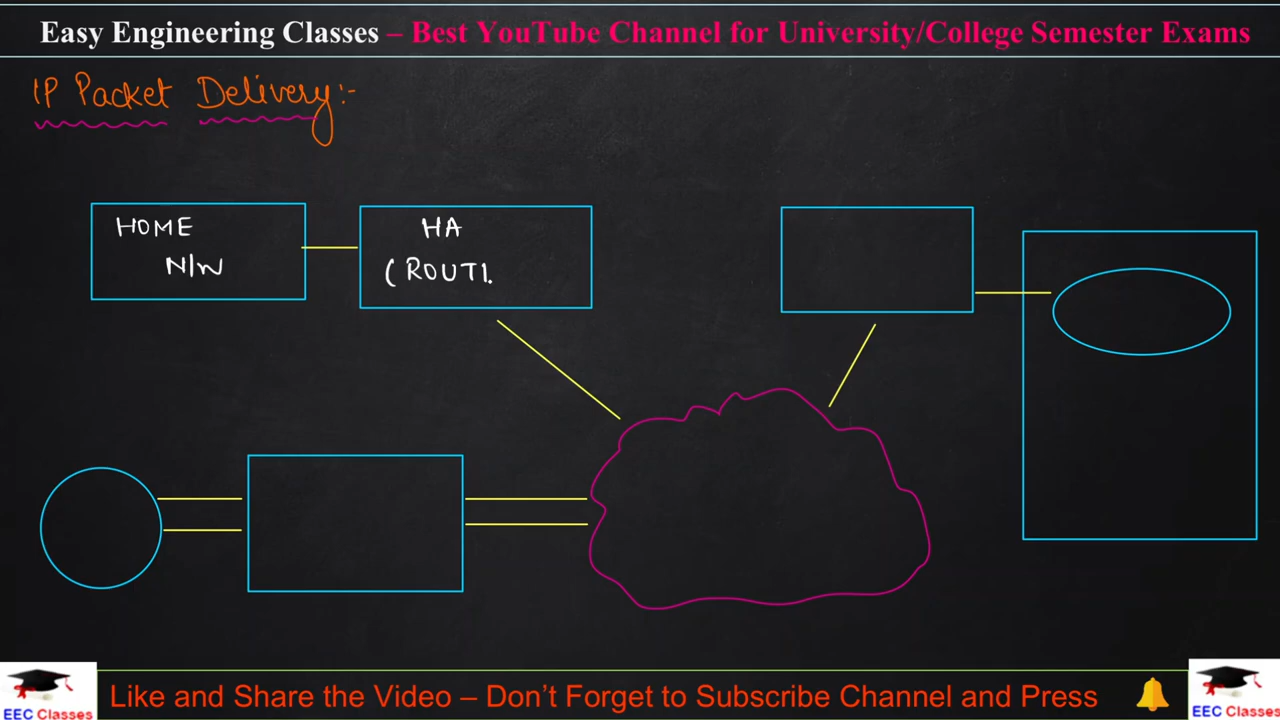 Easy Engineering Classes – Best YouTube Channel for University/College Semester Exams
IP Packet Delivery:-
HOME
N/W
HA
(ROUTI.
Like and Share the Video – Don't Forget to Subscribe Channel and Press
EEC Classes
EEC Classes